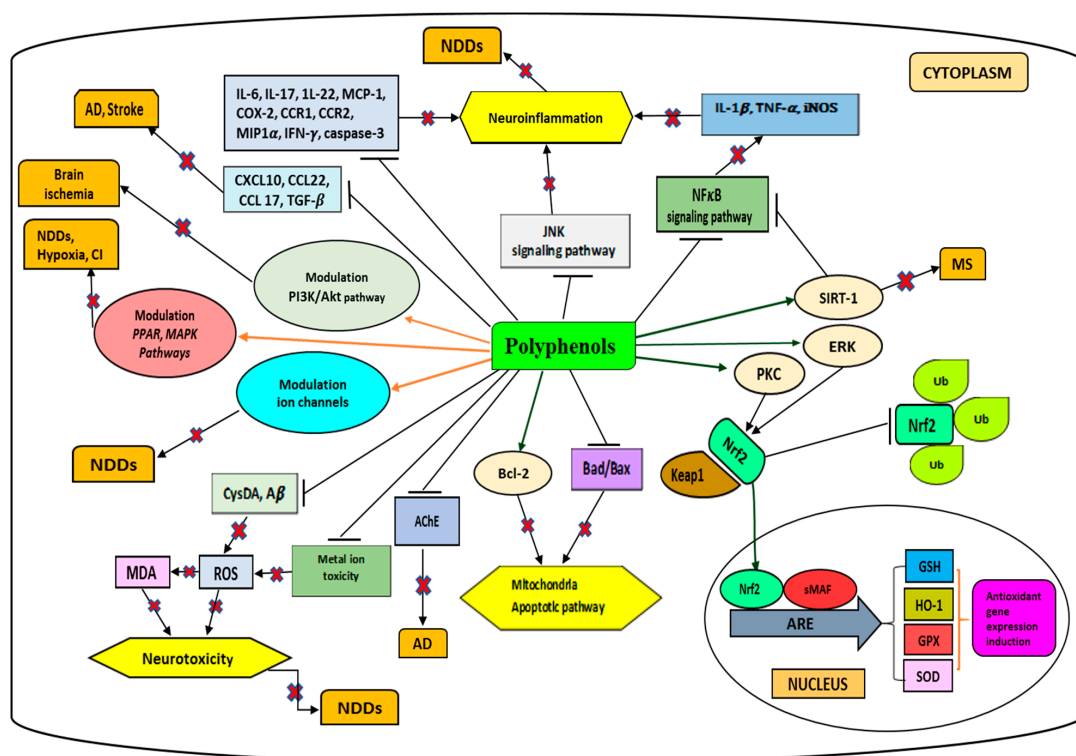 NDDs
CYTOPLASM
IL-6, IL-17, 1L-22, MCP-1,
COX-2, CCR1, CCR2,
MIP1α, IFN-γ, caspase-3
Neuroinflammation
IL-1β, TNF-α, iNOS
AD, Stroke
CXCL10, CCL22,
CCL 17, TGF-β
Brain
ischemia
NFκB
signaling pathway
JNK
signaling pathway
NDDs,
Hypoxia, CI
Modulation
PI3K/Akt pathway
MS
SIRT-1
Modulation
PPAR, MAPK
Pathways
Polyphenols
ERK
PKC
Modulation
ion channels
Ub
Nrf2
Ub
Ub
Nrf2
Keap1
NDDs
Bcl-2
Bad/Bax
CysDA, Aβ
AChE
Metal ion
toxicity
MDA
ROS
Mitochondria
Apoptotic pathway
AD
Neurotoxicity
NDDs
Nrf2
sMAF
ARE
GSH
HO-1
GPX
SOD
Antioxidant
gene
expression
induction
NUCLEUS